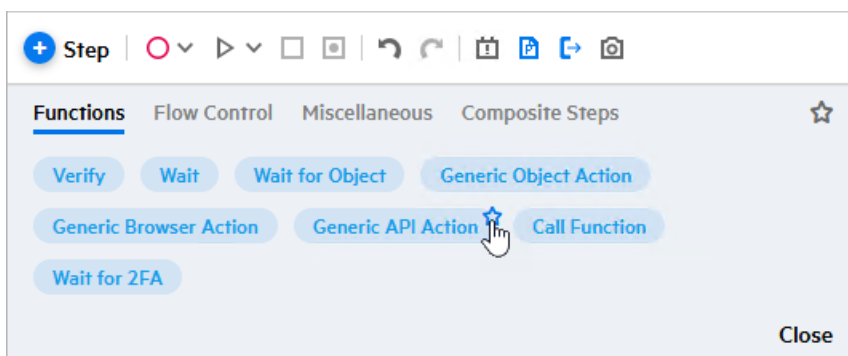 Step
Functions Flow Control Miscellaneous Composite Steps
Verify Wait Wait for Object Generic Object Action
Generic Browser Action Generic API Action Call Function
Wait for 2FA
Close